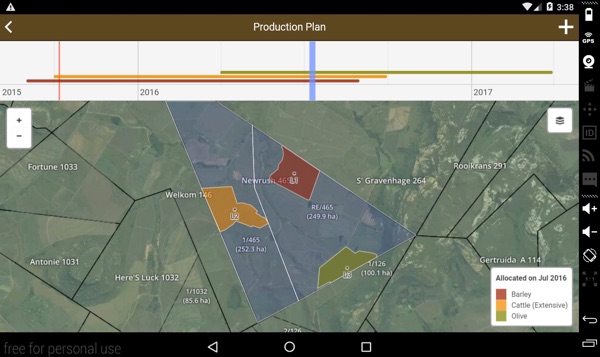 3:38
Production Plan
GPS
2015
2016
2017
+
−
Fortune 1033
Rooikrans 291
S' Gravenhage 264
Welkom 146
RE/465
(249.9 ha)
1/465
(252.3 ha)
Antonie 1031
Gertruida A 114
Here'S Luck 1032
1/126
(100.1 ha)
1/1032
(85.6 ha)
2/126
Allocated on Jul 2016
Barley
Cattle (Extensive)
Olive
ID
1:1
free for personal use